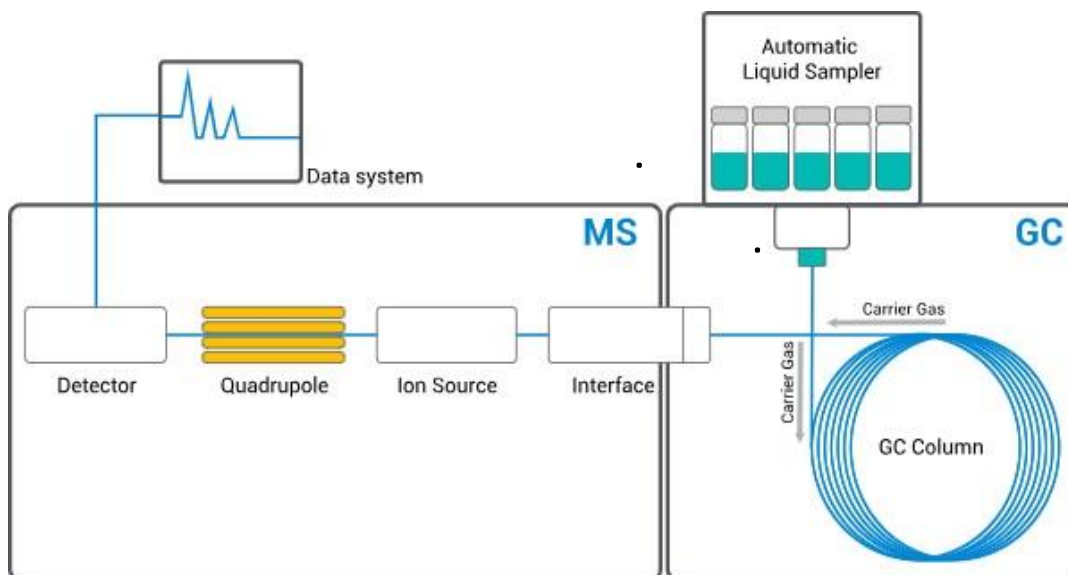 Automatic
Liquid Sampler
Data system
MS
GC
Carrier Gas
Carrier Gas
Detector
Quadrupole
Ion Source
Interface
GC Column